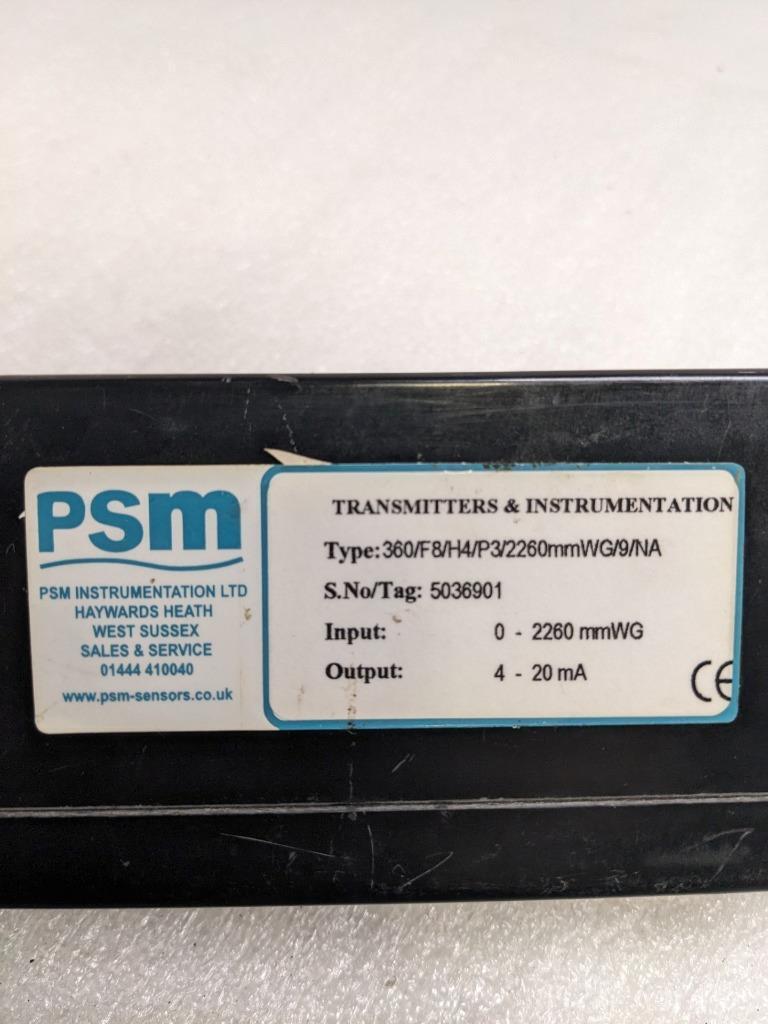 PSM
PSM INSTRUMENTATION LTD
HAYWARDS HEATH
WEST SUSSEX
SALES & SERVICE
01444 410040
www.psm-sensors.co.uk
TRANSMITTERS & INSTRUMENTATION
Type: 360/F8/H4/P3/2260mmWG/9/NA
S.No/Tag: 5036901
Input: 0 - 2260 mmWG
Output: 4 - 20 mA
CE